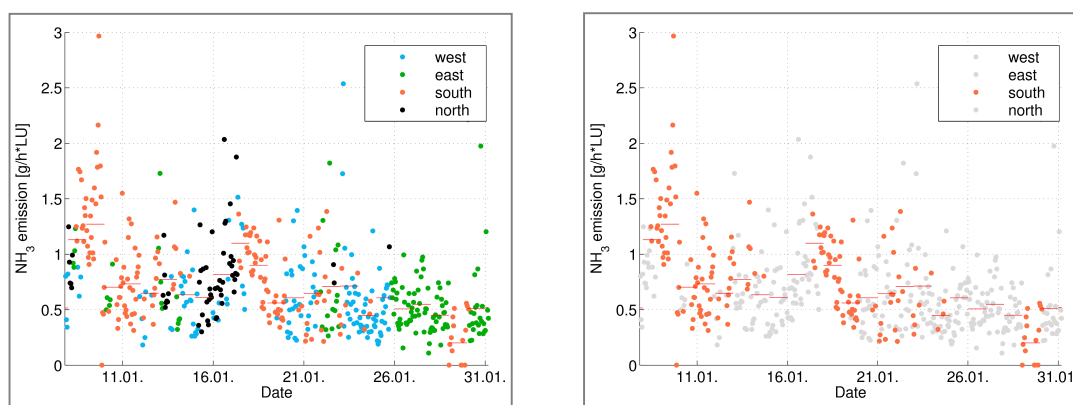 3
2.5
2
1.5
1
0.5
0
NH3 emission [g/h*LU]
west
east
south
north
11.01. 16.01. 21.01. 26.01. 31.01.
Date
3
2.5
2
1.5
1
0.5
0
NH3 emission [g/h*LU]
west
east
south
north
11.01. 16.01. 21.01. 26.01. 31.01.
Date